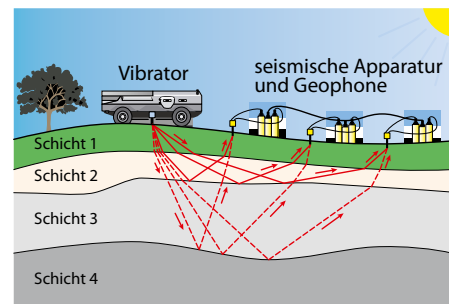 Vibrator
seismische Apparatur
und Geophone
Schicht 1
Schicht 2
Schicht 3
Schicht 4